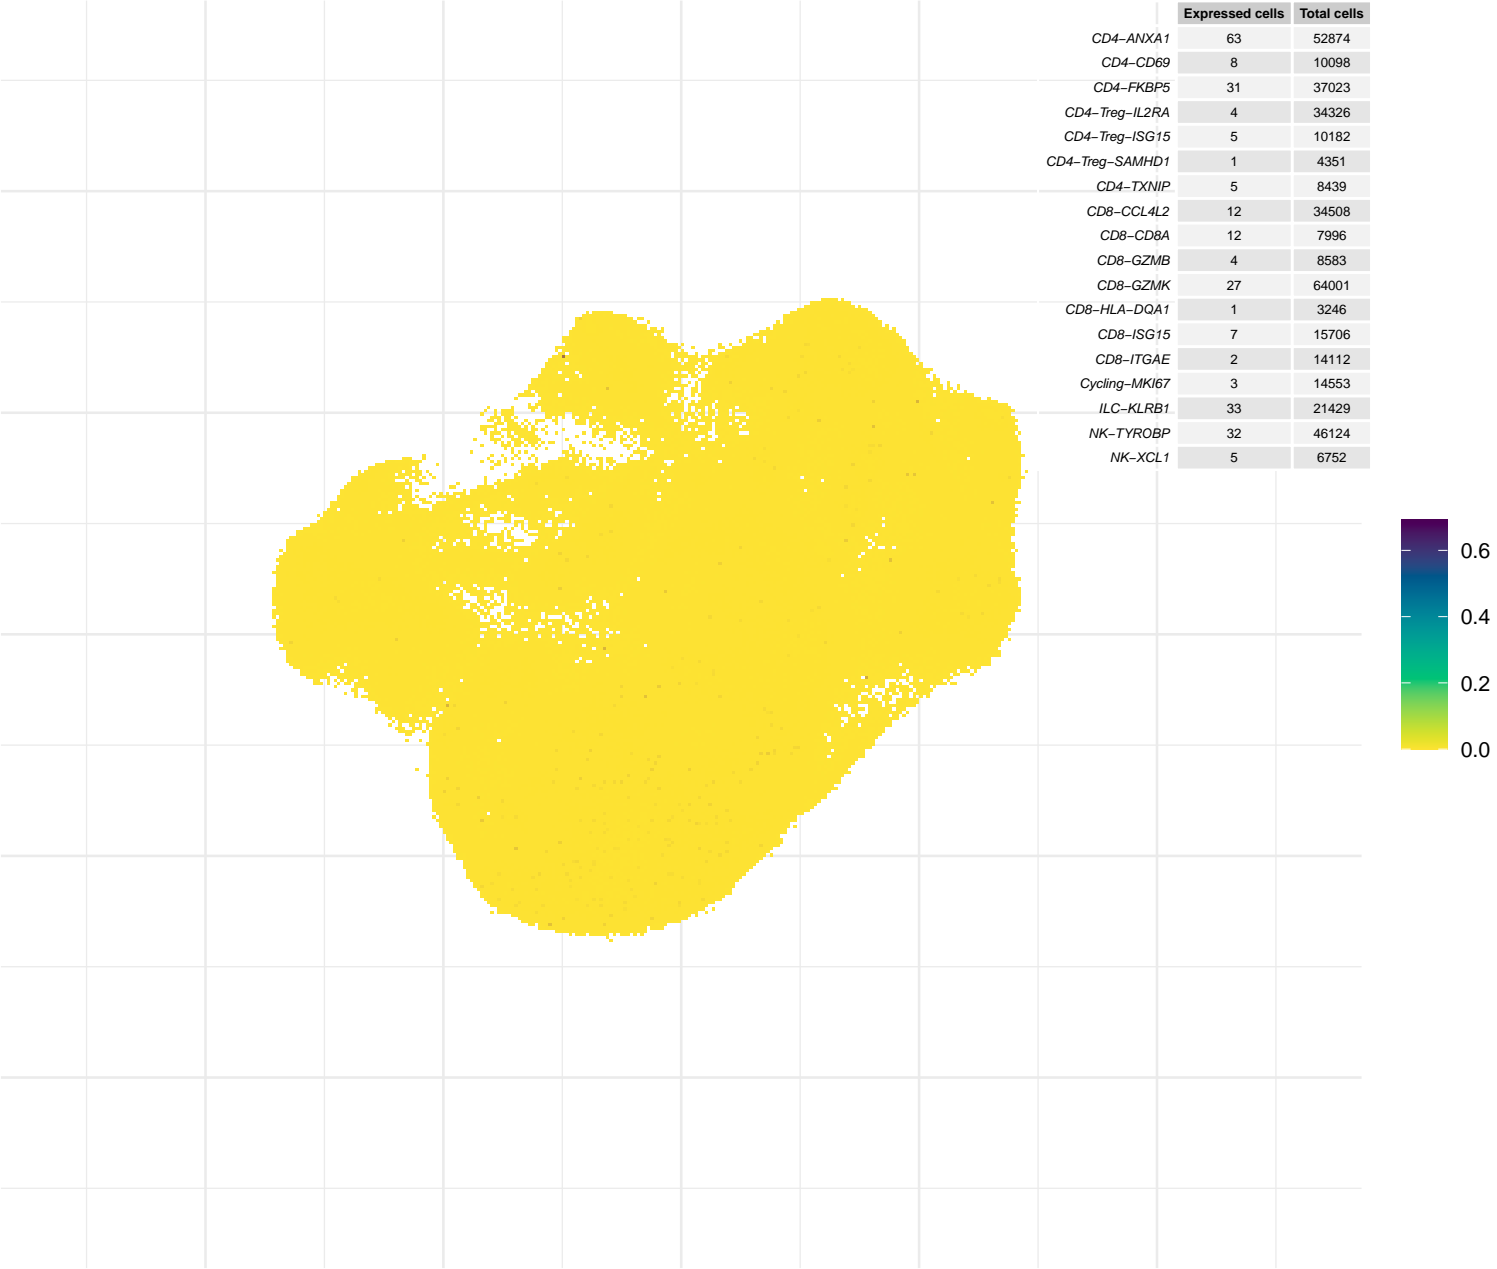 Expressed cells Total cells
CD4−ANXA1 63 52874
CD4−CD69 8 10098
CD4−FKBP5 31 37023
CD4−Treg−IL2RA 4 34326
CD4−Treg−ISG15 5 10182
CD4−Treg−SAMHD1 1 4351
CD4−TXNIP 5 8439
CD8−CCL4L2 12 34508
CD8−CD8A 12 7996
CD8−GZMB 4 8583
CD8−GZMK 27 64001
CD8−HLA−DQA1 1 3246
CD8−ISG15 7 15706
CD8−ITGAE 2 14112
Cycling−MKI67 3 14553
ILC−KLRB1 33 21429
NK−TYROBP 32 46124
NK−XCL1 5 6752
0.6
0.4
0.2
0.0